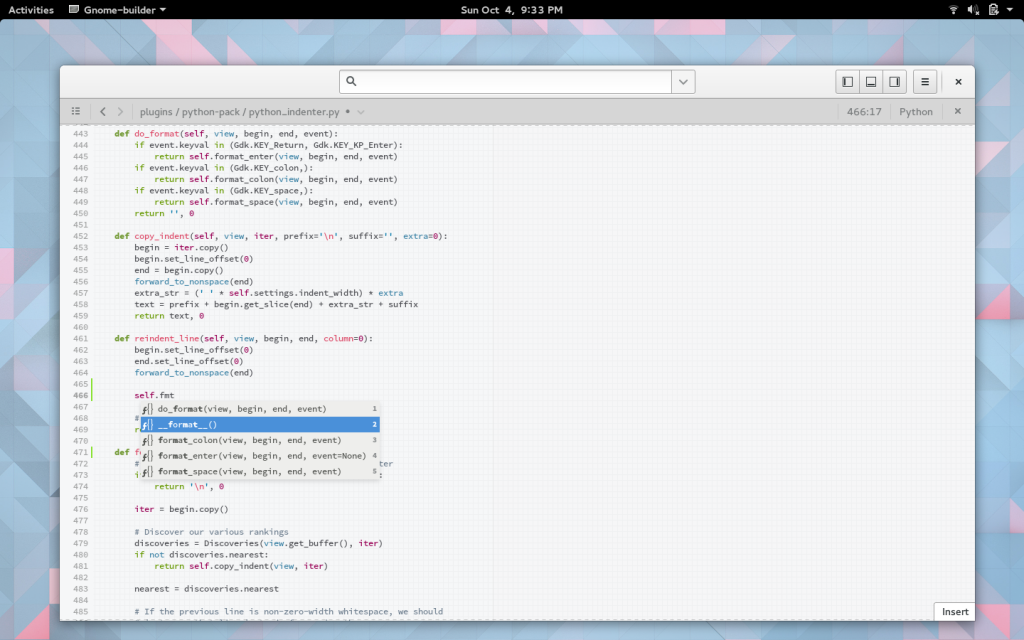 Activities Gnome-builder Sun Oct 4, 9:33 PM
plugins / python-pack / python_indenter.py • 466:17 Python
443 def do_format(self, view, begin, end, event):
444 if event.keyval in (Gdk.KEY_Return, Gdk.KEY_KP_Enter):
445 return self.format_enter(view, begin, end, event)
446 if event.keyval in (Gdk.KEY_colon,):
447 return self.format_colon(view, begin, end, event)
448 if event.keyval in (Gdk.KEY_space,):
449 return self.format_space(view, begin, end, event)
450 return '', 0
451
452 def copy_indent(self, view, iter, prefix='\n', suffix='', extra=0):
453 begin = iter.copy()
454 begin.set_line_offset(0)
455 end = begin.copy()
456 forward_to_nonspace(end)
457 extra_str = (' ' * self.settings.indent_width) * extra
458 text = prefix + begin.get_slice(end) + extra_str + suffix
459 return text, 0
460
461 def reindent_line(self, view, begin, end, column=0):
462 begin.set_line_offset(0)
463 end.set_line_offset(0)
464 forward_to_nonspace(end)
465
466 self.fmt
467 do_format(view, begin, end, event) 1
468 # __format__() 2
469
470 format_colon(view, begin, end, event) 3
471 def format_enter(view, begin, end, event=None) 4
472 # ter
473 format_space(view, begin, end, event) 5 :
474 return '\n', 0
475
476 iter = begin.copy()
477
478 # Discover our various rankings
479 discoveries = Discoveries(view.get_buffer(), iter)
480 if not discoveries.nearest:
481 return self.copy_indent(view, iter)
482
483 nearest = discoveries.nearest
484
485 # If the previous line is non-zero-width whitespace, we should
Insert